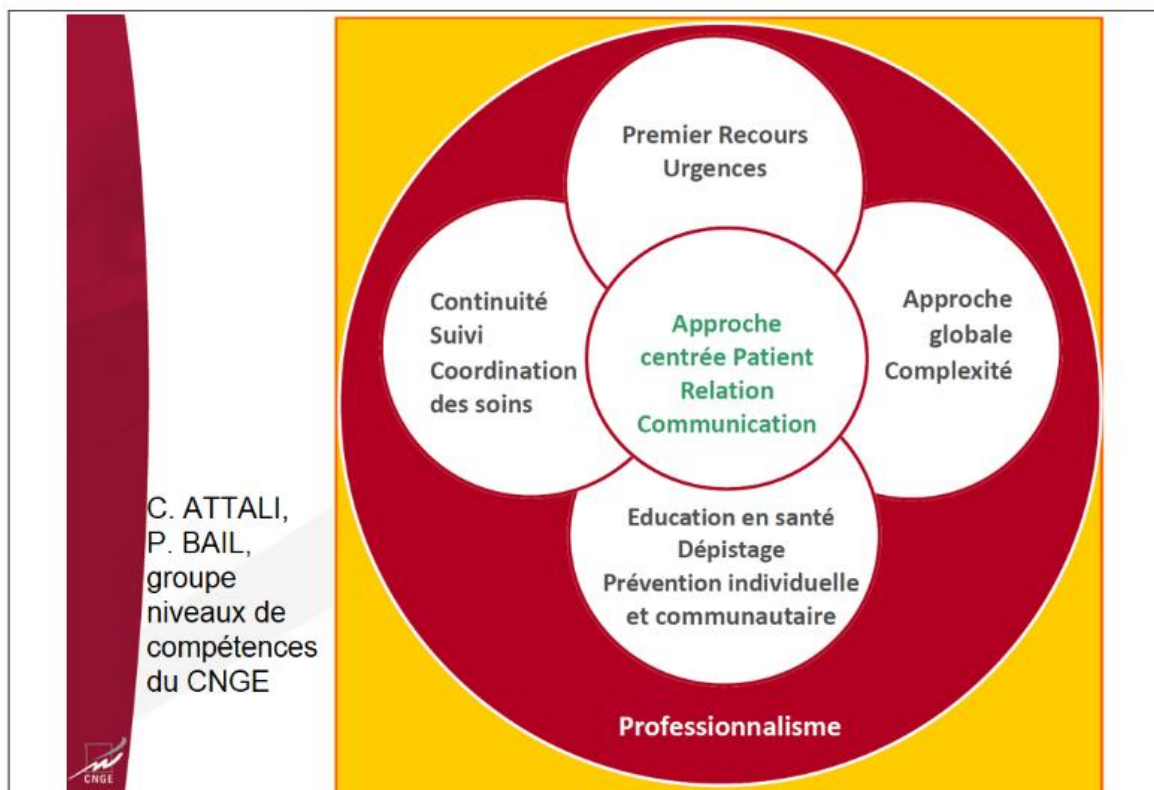 Premier Recours
Urgences
Continuité
Suivi
Coordination
des soins
Approche
centrée Patient
Relation
Communication
Approche
globale
Complexité
Education en santé
Dépistage
Prévention individuelle
et communautaire
Professionnalisme
C. ATTALI,
P. BAIL,
groupe
niveaux de
compétences
du CNGE
CNGE